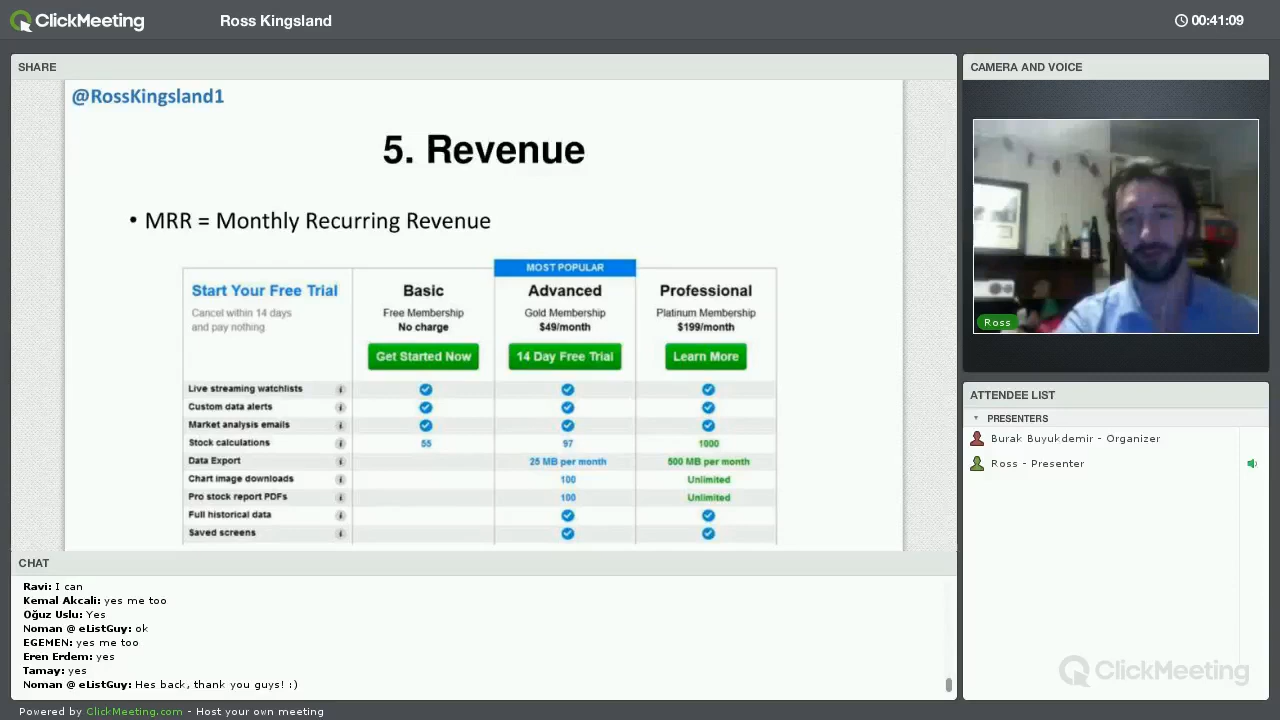 ClickMeeting
Ross Kingsland
00:41:09
SHARE
@RossKingsland1
5. Revenue
• MRR = Monthly Recurring Revenue
MOST POPULAR
Start Your Free Trial
Cancel within 14 days
and pay nothing
Basic
Free Membership
No charge
Get Started Now
Advanced
Gold Membership
$49/month
14 Day Free Trial
Professional
Platinum Membership
$199/month
Learn More
Live streaming watchlists
Custom data alerts
Market analysis emails
Stock calculations 55 97 1000
Data Export 25 MB per month 500 MB per month
Chart image downloads 100 Unlimited
Pro stock report PDFs 100 Unlimited
Full historical data
Saved screens
CHAT
Ravi: I can
Kemal Akcali: yes me too
Oğuz Uslu: Yes
Noman @ eListGuy: ok
EGEMEN: yes me too
Eren Erdem: yes
Tamay: yes
Noman @ eListGuy: Hes back, thank you guys! :)
CAMERA AND VOICE
Ross
ATTENDEE LIST
PRESENTERS
Burak Buyukdemir - Organizer
Ross - Presenter
ClickMeeting
Powered by ClickMeeting.com - Host your own meeting